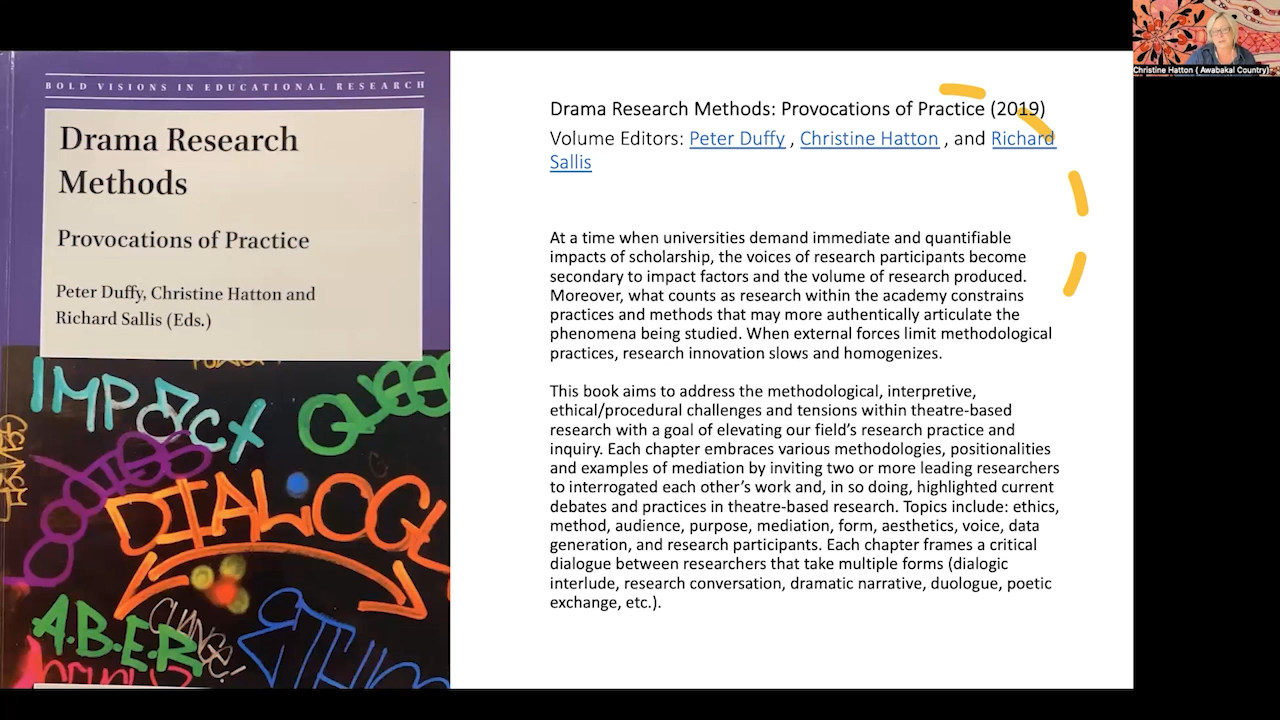 BOLD VISIONS IN EDUCATIONAL RESEARCH
Drama Research
Methods
Provocations of Practice
Peter Duffy, Christine Hatton and
Richard Sallis (Eds.)
IMPACT
DIALOGU
A.B.E.R
CHANGE
Drama Research Methods: Provocations of Practice (2019)
Volume Editors: Peter Duffy , Christine Hatton , and Richard
Sallis
At a time when universities demand immediate and quantifiable
impacts of scholarship, the voices of research participants become
secondary to impact factors and the volume of research produced.
Moreover, what counts as research within the academy constrains
practices and methods that may more authentically articulate the
phenomena being studied. When external forces limit methodological
practices, research innovation slows and homogenizes.
This book aims to address the methodological, interpretive,
ethical/procedural challenges and tensions within theatre-based
research with a goal of elevating our field’s research practice and
inquiry. Each chapter embraces various methodologies, positionalities
and examples of mediation by inviting two or more leading researchers
to interrogated each other’s work and, in so doing, highlighted current
debates and practices in theatre-based research. Topics include: ethics,
method, audience, purpose, mediation, form, aesthetics, voice, data
generation, and research participants. Each chapter frames a critical
dialogue between researchers that take multiple forms (dialogic
interlude, research conversation, dramatic narrative, duologue, poetic
exchange, etc.).
Christine Hatton ( Awabakal Country)